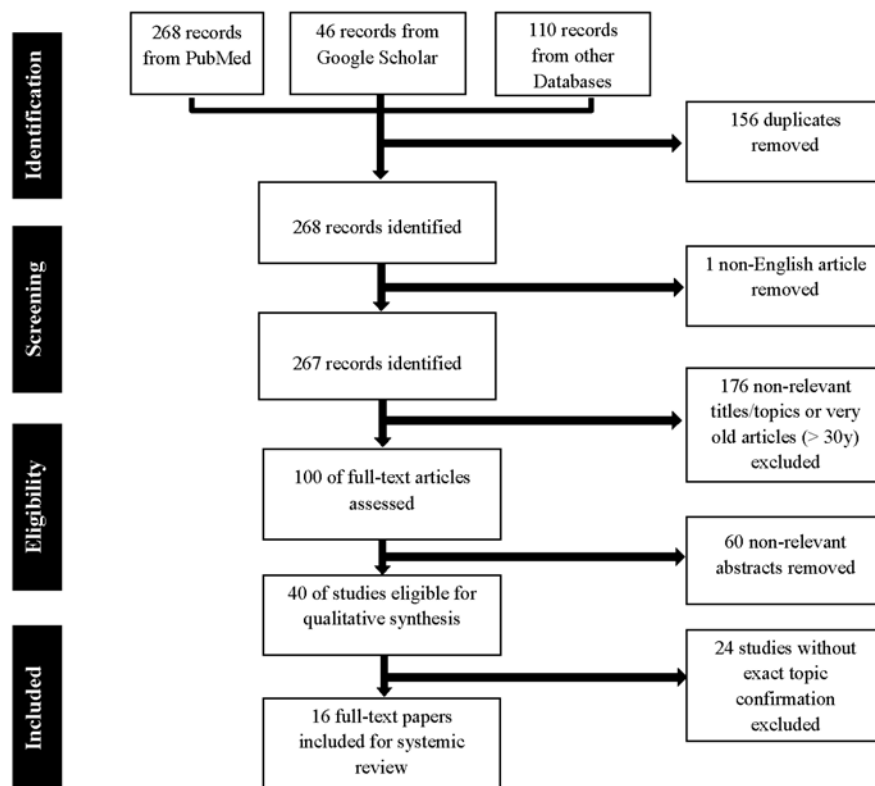 268 records
from PubMed
46 records from
Google Scholar
110 records
from other
Databases
Identification
156 duplicates
removed
268 records identified
Screening
1 non-English article
removed
267 records identified
176 non-relevant
titles/topics or very
old articles (> 30y)
excluded
Eligibility
100 of full-text articles
assessed
60 non-relevant
abstracts removed
40 of studies eligible for
qualitative synthesis
Included
24 studies without
exact topic
confirmation
excluded
16 full-text papers
included for systemic
review